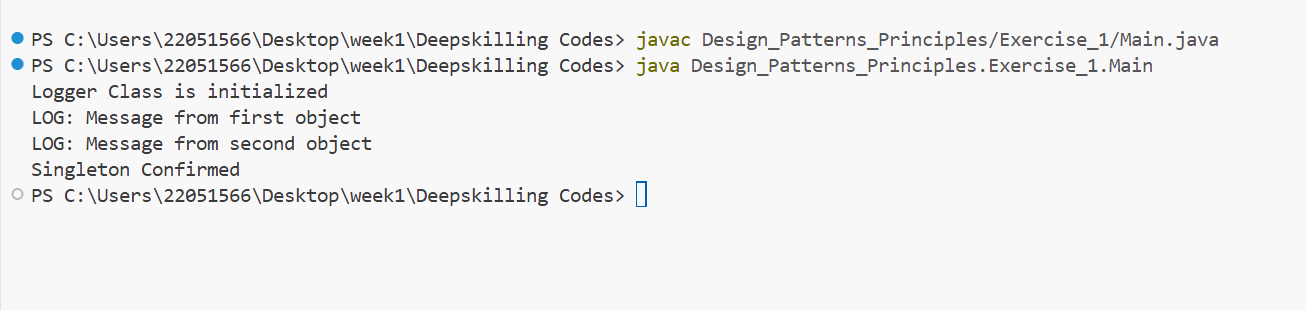 PS C:\Users\22051566\Desktop\week1\Deepskilling Codes> javac Design_Patterns_Principles/Exercise_1/Main.java
PS C:\Users\22051566\Desktop\week1\Deepskilling Codes> java Design_Patterns_Principles.Exercise_1.Main
Logger Class is initialized
LOG: Message from first object
LOG: Message from second object
Singleton Confirmed
PS C:\Users\22051566\Desktop\week1\Deepskilling Codes>